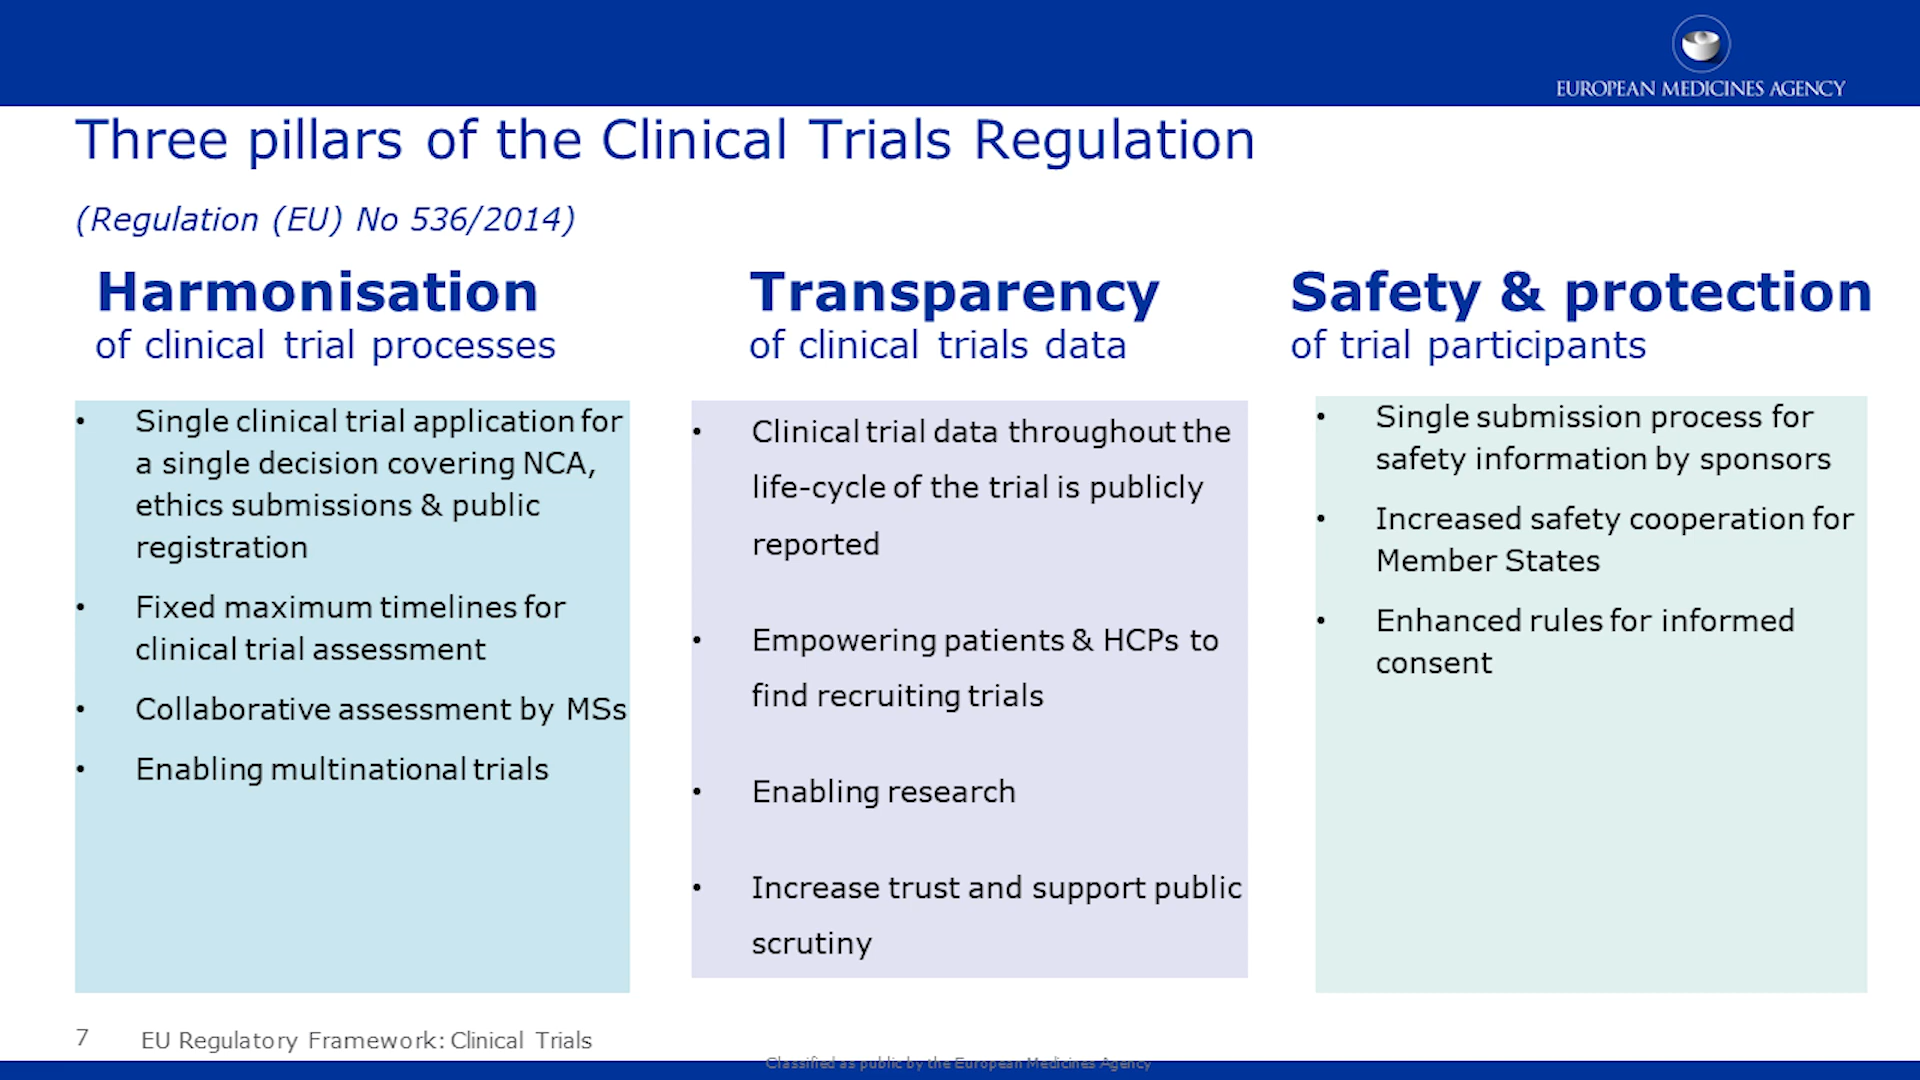 EUROPEAN MEDICINES AGENCY
Three pillars of the Clinical Trials Regulation
(Regulation (EU) No 536/2014)
Harmonisation
of clinical trial processes
• Single clinical trial application for
a single decision covering NCA,
ethics submissions & public
registration
• Fixed maximum timelines for
clinical trial assessment
• Collaborative assessment by MSs
• Enabling multinational trials
Transparency
of clinical trials data
• Clinical trial data throughout the
life-cycle of the trial is publicly
reported
• Empowering patients & HCPs to
find recruiting trials
• Enabling research
• Increase trust and support public
scrutiny
Safety & protection
of trial participants
• Single submission process for
safety information by sponsors
• Increased safety cooperation for
Member States
• Enhanced rules for informed
consent
7 EU Regulatory Framework: Clinical Trials
Classified as public by the European Medicines Agency